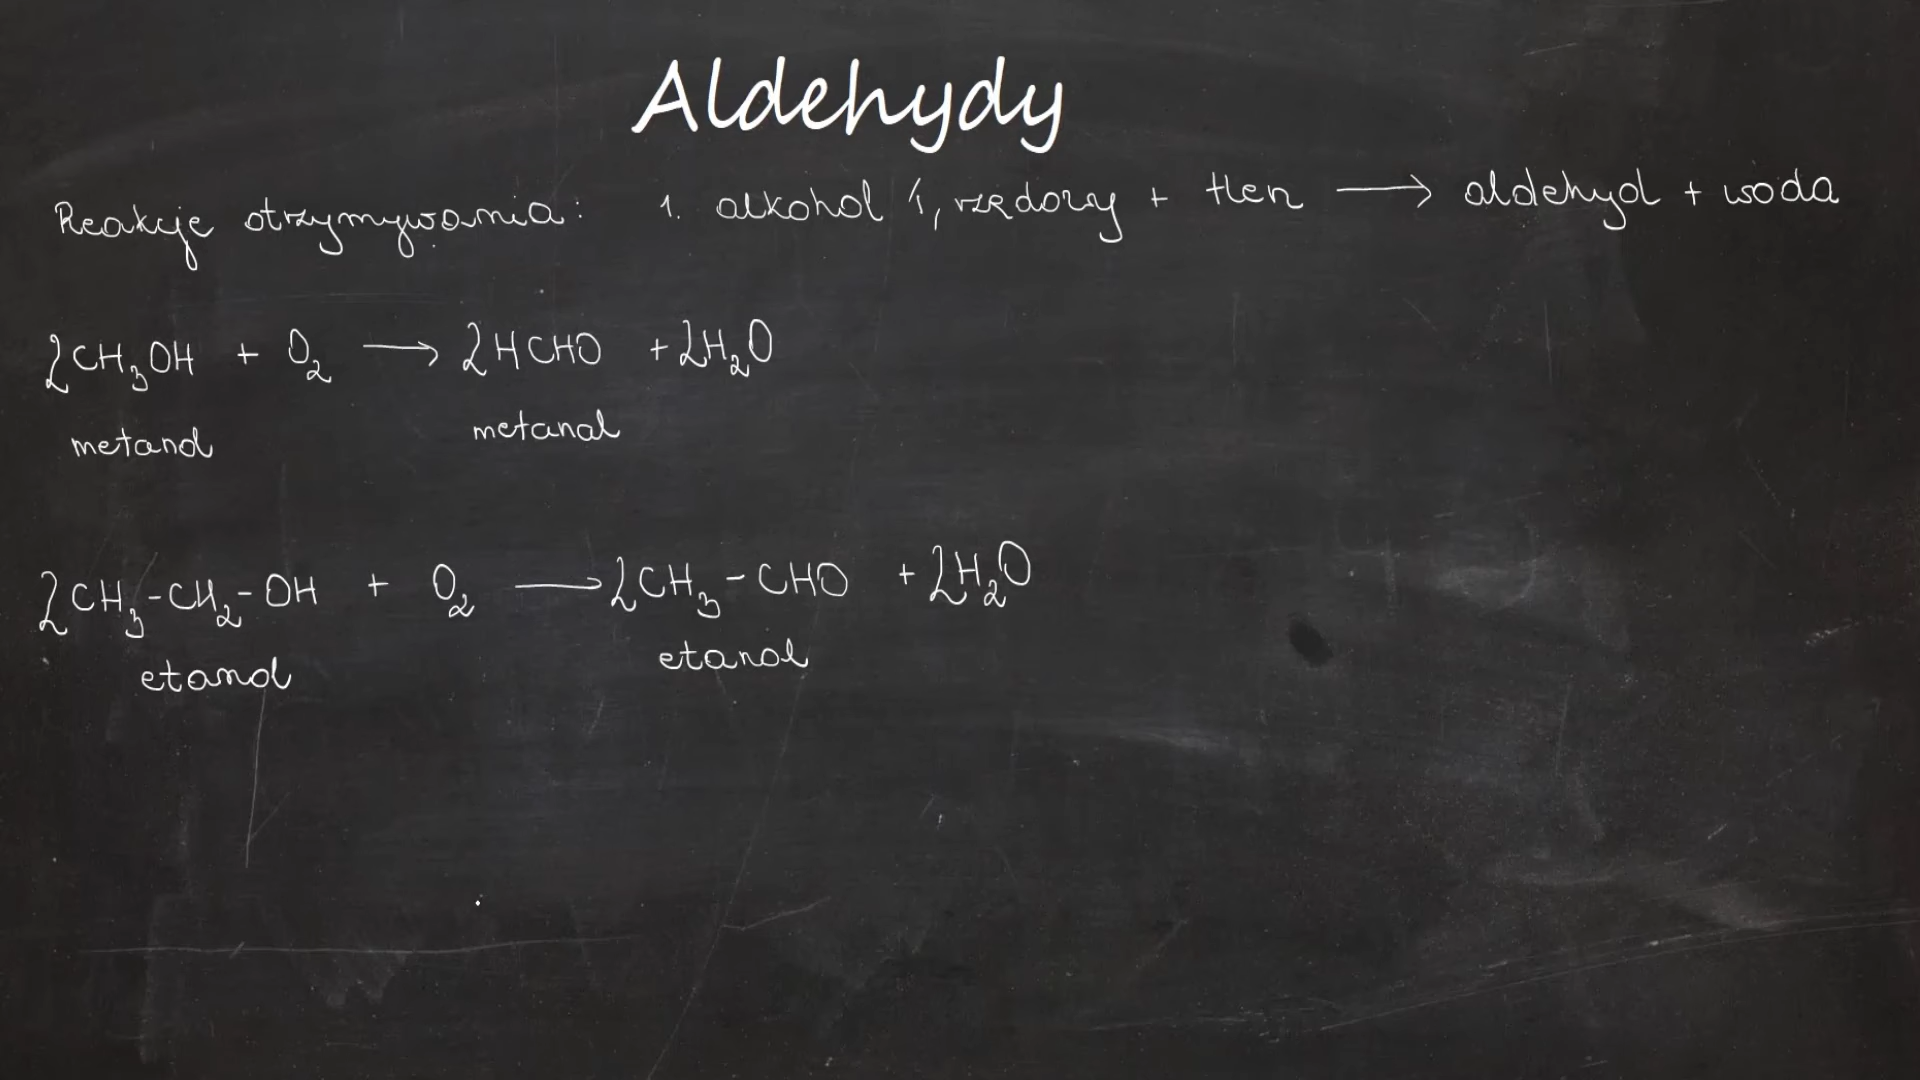 Aldehydy
Reakcje otrzymywania: 1. alkohol 1, rzędowy + tlen ⟶ aldehyd + woda
2CH₃OH + O₂ ⟶ 2HCHO + 2H₂O
metanol metanal
2CH₃-CH₂-OH + O₂ ⟶ 2CH₃-CHO + 2H₂O
etanol etanal